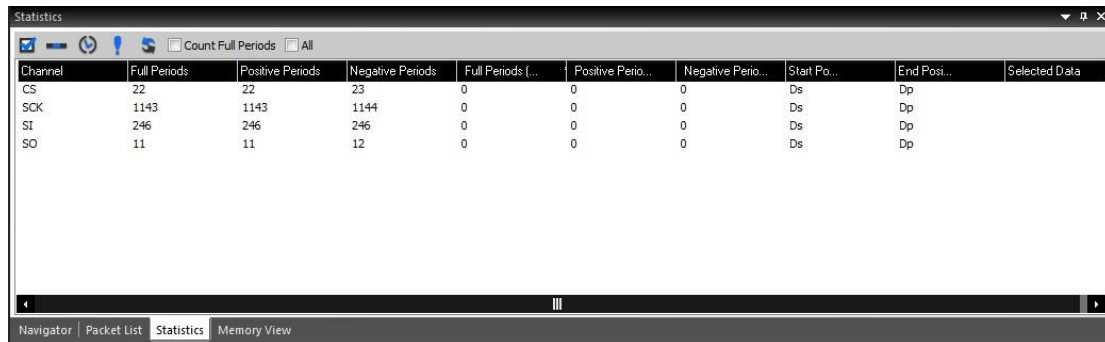 Statistics
Count Full Periods All
Channel Full Periods Positive Periods Negative Periods Full Periods (... Positive Perio... Negative Perio... Start Po... End Posi... Selected Data
CS 22 22 23 0 0 0 Ds Dp
SCK 1143 1143 1144 0 0 0 Ds Dp
SI 246 246 246 0 0 0 Ds Dp
SO 11 11 12 0 0 0 Ds Dp
Navigator Packet List Statistics Memory View